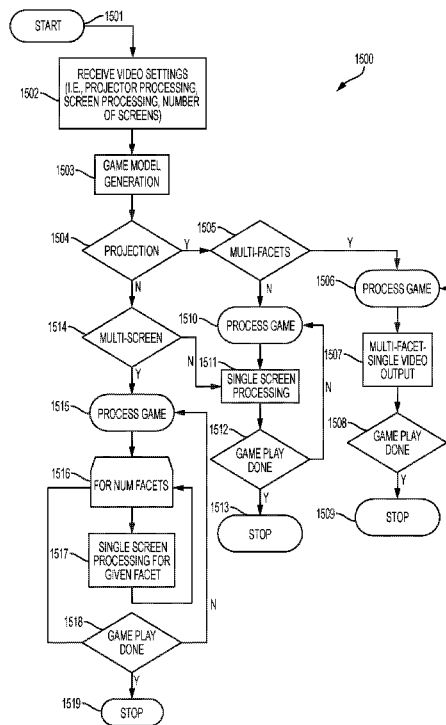 1501
START
1500
1502
RECEIVE VIDEO SETTINGS
(I.E., PROJECTOR PROCESSING,
SCREEN PROCESSING, NUMBER
OF SCREENS)
1503
GAME MODEL
GENERATION
1504
PROJECTION
Y
N
1505
MULTI-FACETS
Y
N
1506
PROCESS GAME
1507
MULTI-FACET-
SINGLE VIDEO
OUTPUT
1508
GAME PLAY
DONE
Y
1509
STOP
1510
PROCESS GAME
1511
SINGLE SCREEN
PROCESSING
1512
GAME PLAY
DONE
N
Y
1513
STOP
1514
MULTI-SCREEN
N
Y
1515
PROCESS GAME
1516
FOR NUM FACETS
1517
SINGLE SCREEN
PROCESSING FOR
GIVEN FACET
N
1518
GAME PLAY
DONE
Y
1519
STOP